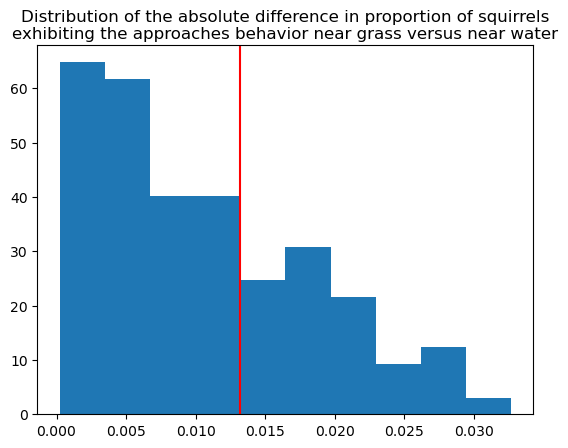 Distribution of the absolute difference in proportion of squirrels
exhibiting the approaches behavior near grass versus near water
60
50
40
30
20
10
0
0.000 0.005 0.010 0.015 0.020 0.025 0.030